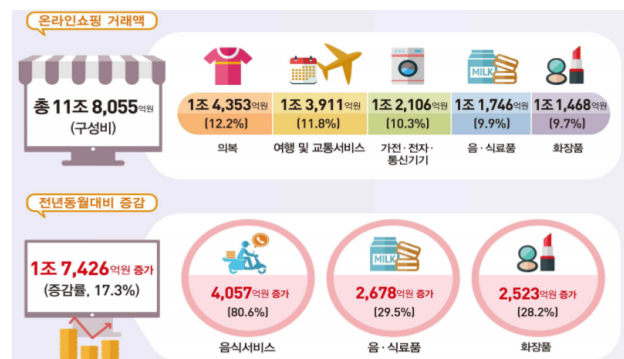 온라인쇼핑 거래액
총 11조 8,055억원
(구성비)
1조 4,353억원
(12.2%)
의복
1조 3,911억원
(11.8%)
여행 및 교통서비스
1조 2,106억원
(10.3%)
가전·전자·
통신기기
MILK
1조 1,746억원
(9.9%)
음·식료품
1조 1,468억원
(9.7%)
화장품
전년동월대비 증감
1조 7,426억원 증가
(증감률, 17.3%)
4,057억원 증가
(80.6%)
음식서비스
MILK
2,678억원 증가
(29.5%)
음·식료품
2,523억원 증가
(28.2%)
화장품